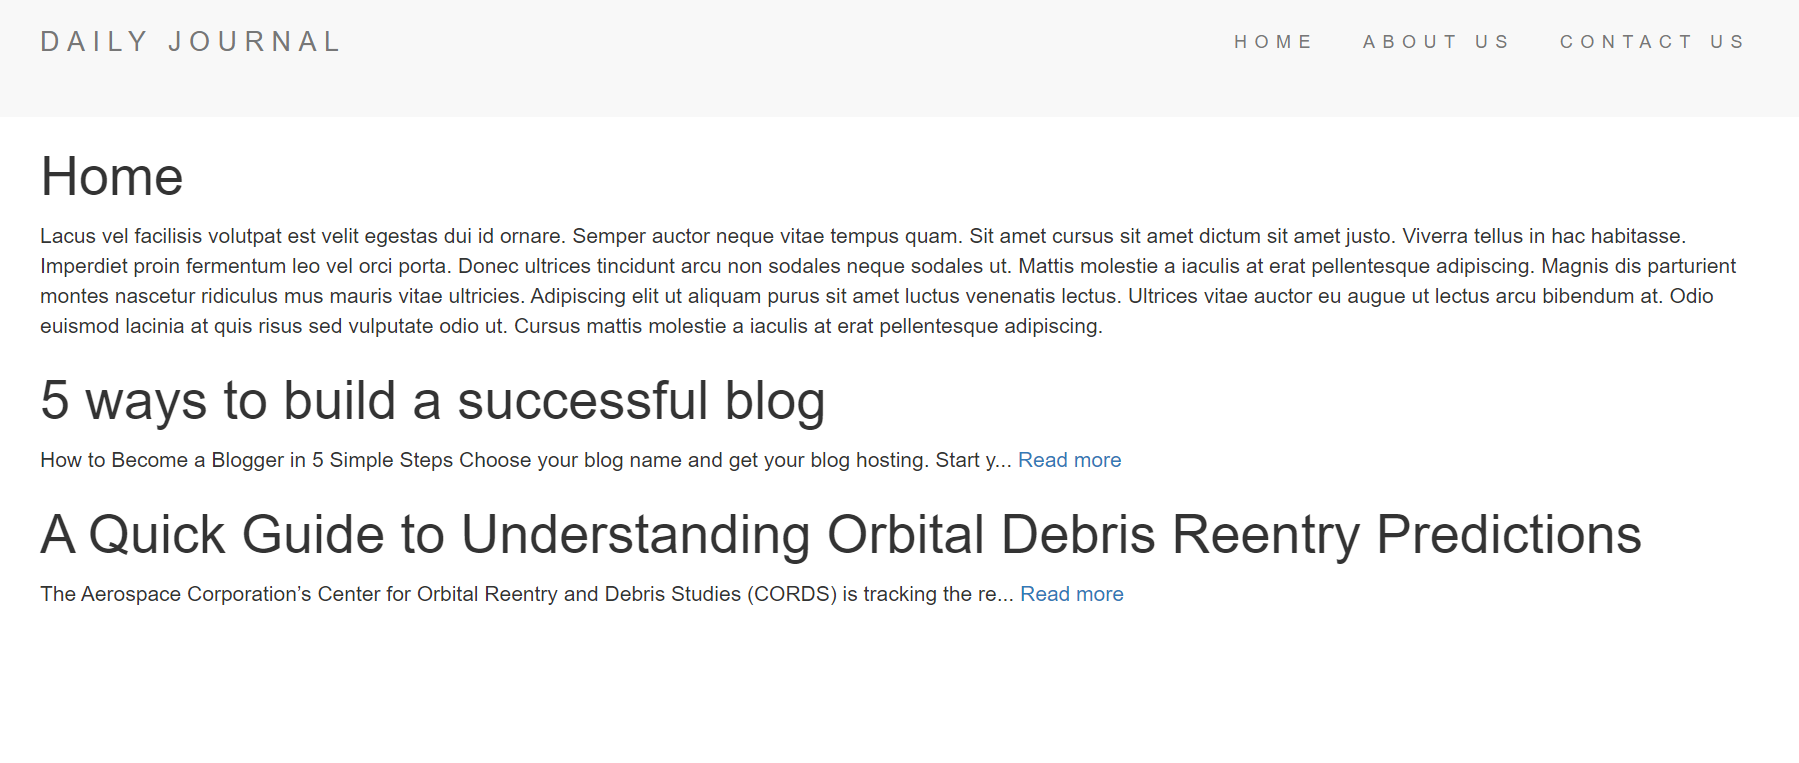 DAILY JOURNAL
HOME ABOUT US CONTACT US
Home
Lacus vel facilisis volutpat est velit egestas dui id ornare. Semper auctor neque vitae tempus quam. Sit amet cursus sit amet dictum sit amet justo. Viverra tellus in hac habitasse.
Imperdiet proin fermentum leo vel orci porta. Donec ultrices tincidunt arcu non sodales neque sodales ut. Mattis molestie a iaculis at erat pellentesque adipiscing. Magnis dis parturient
montes nascetur ridiculus mus mauris vitae ultricies. Adipiscing elit ut aliquam purus sit amet luctus venenatis lectus. Ultrices vitae auctor eu augue ut lectus arcu bibendum at. Odio
euismod lacinia at quis risus sed vulputate odio ut. Cursus mattis molestie a iaculis at erat pellentesque adipiscing.
5 ways to build a successful blog
How to Become a Blogger in 5 Simple Steps Choose your blog name and get your blog hosting. Start y... Read more
A Quick Guide to Understanding Orbital Debris Reentry Predictions
The Aerospace Corporation’s Center for Orbital Reentry and Debris Studies (CORDS) is tracking the re... Read more